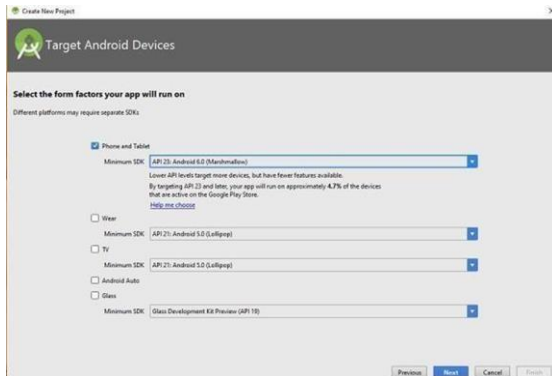 Create New Project
Target Android Devices
Select the form factors your app will run on
Different platforms may require separate SDKs
Phone and Tablet
Minimum SDK API 23: Android 6.0 (Marshmallow)
Lower API levels target more devices, but have fewer features available.
By targeting API 23 and later, your app will run on approximately 4.7% of the devices
that are active on the Google Play Store.
Help me choose
Wear
Minimum SDK API 21: Android 5.0 (Lollipop)
TV
Minimum SDK API 21: Android 5.0 (Lollipop)
Android Auto
Glass
Minimum SDK Glass Development Kit Preview (API 19)
Previous Next Cancel Finish